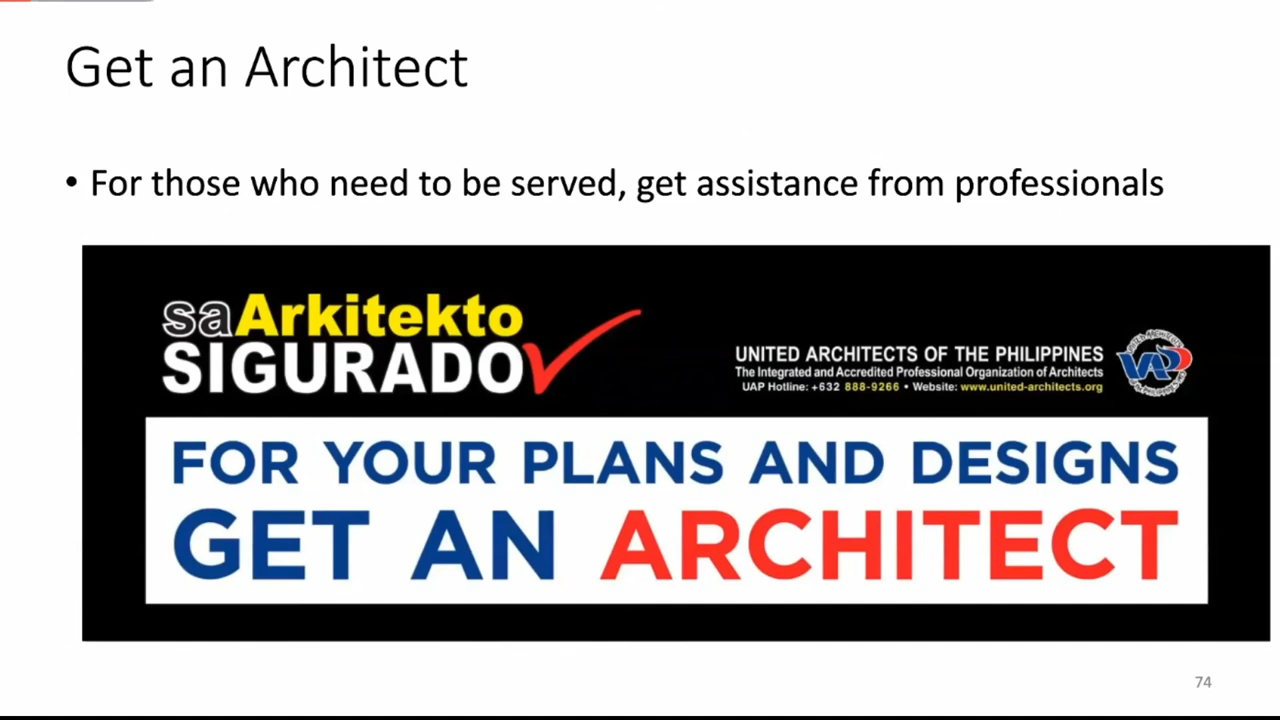 Get an Architect
• For those who need to be served, get assistance from professionals
saArkitekto
SIGURADO
UNITED ARCHITECTS OF THE PHILIPPINES
The Integrated and Accredited Professional Organization of Architects
UAP Hotline: +632 888-9266 • Website: www.united-architects.org
UAP
FOR YOUR PLANS AND DESIGNS
GET AN ARCHITECT
74